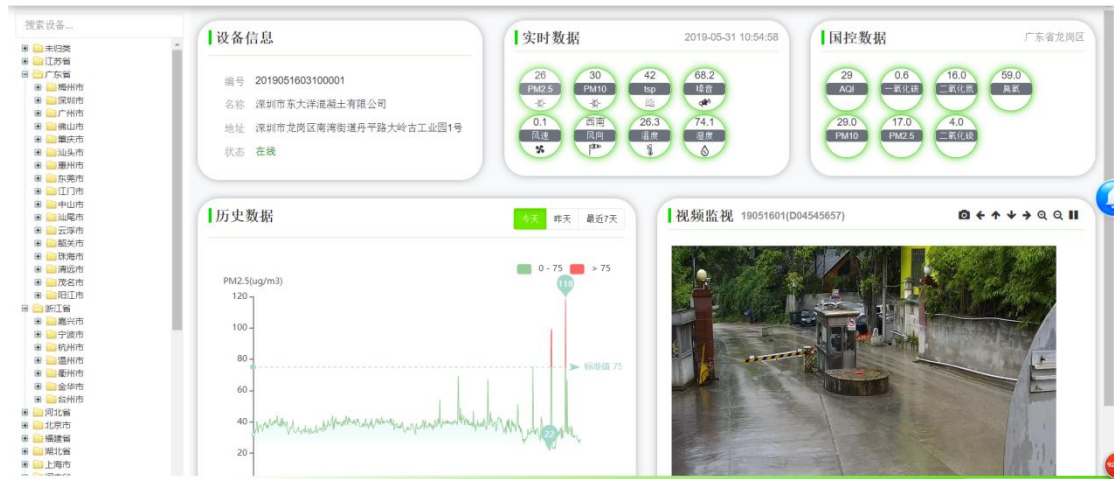 搜索设备...
未归类
江苏省
广东省
梅州市
深圳市
广州市
佛山市
肇庆市
汕头市
惠州市
东莞市
江门市
中山市
汕尾市
云浮市
韶关市
珠海市
清远市
茂名市
阳江市
浙江省
嘉兴市
宁波市
杭州市
温州市
衢州市
金华市
台州市
河北省
北京市
福建省
湖北省
上海市
设备信息
编号 2019051603100001
名称 深圳市东大洋混凝土有限公司
地址 深圳市龙岗区南湾街道丹平路大岭古工业园1号
状态 在线
实时数据 2019-05-31 10:54:58
26 30 42 68.2
PM2.5 PM10 tsp 噪音
0.1 西南 26.3 74.1
风速 风向 温度 湿度
国控数据 广东省龙岗区
29 0.6 16.0 59.0
AQI 一氧化碳 二氧化氮 臭氧
29.0 17.0 4.0
PM10 PM2.5 二氧化硫
历史数据 今天 昨天 最近7天
0 - 75 > 75
PM2.5(ug/m3)
118
120
100
80
标准值 75
60
40
22
20
视频监视 19051601(D04545657)